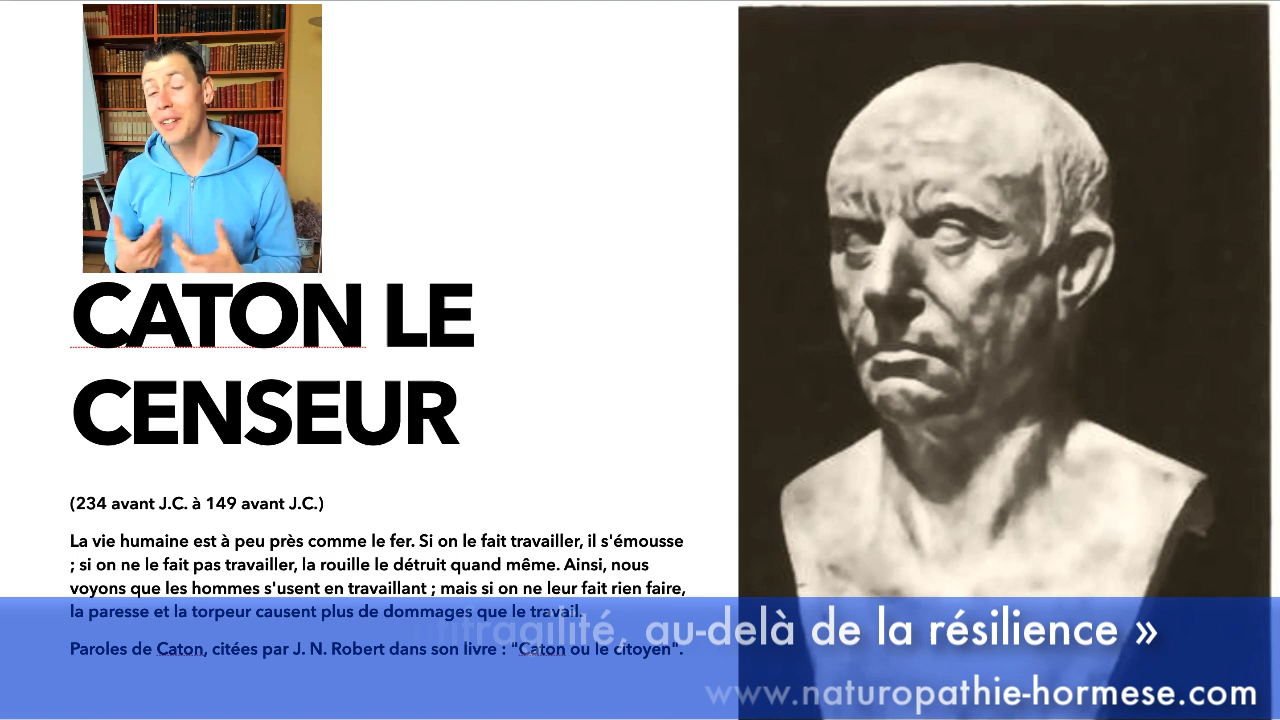 CATON LE
CENSEUR
(234 avant J.C. à 149 avant J.C.)
La vie humaine est à peu près comme le fer. Si on le fait travailler, il s'émousse
; si on ne le fait pas travailler, la rouille le détruit quand même. Ainsi, nous
voyons que les hommes s'usent en travaillant ; mais si on ne leur fait rien faire,
la paresse et la torpeur causent plus de dommages que le travail.
Paroles de Caton, citées par J. N. Robert dans son livre : "Caton ou le citoyen".
au-delà de la résilience »
www.naturopathie-hormese.com